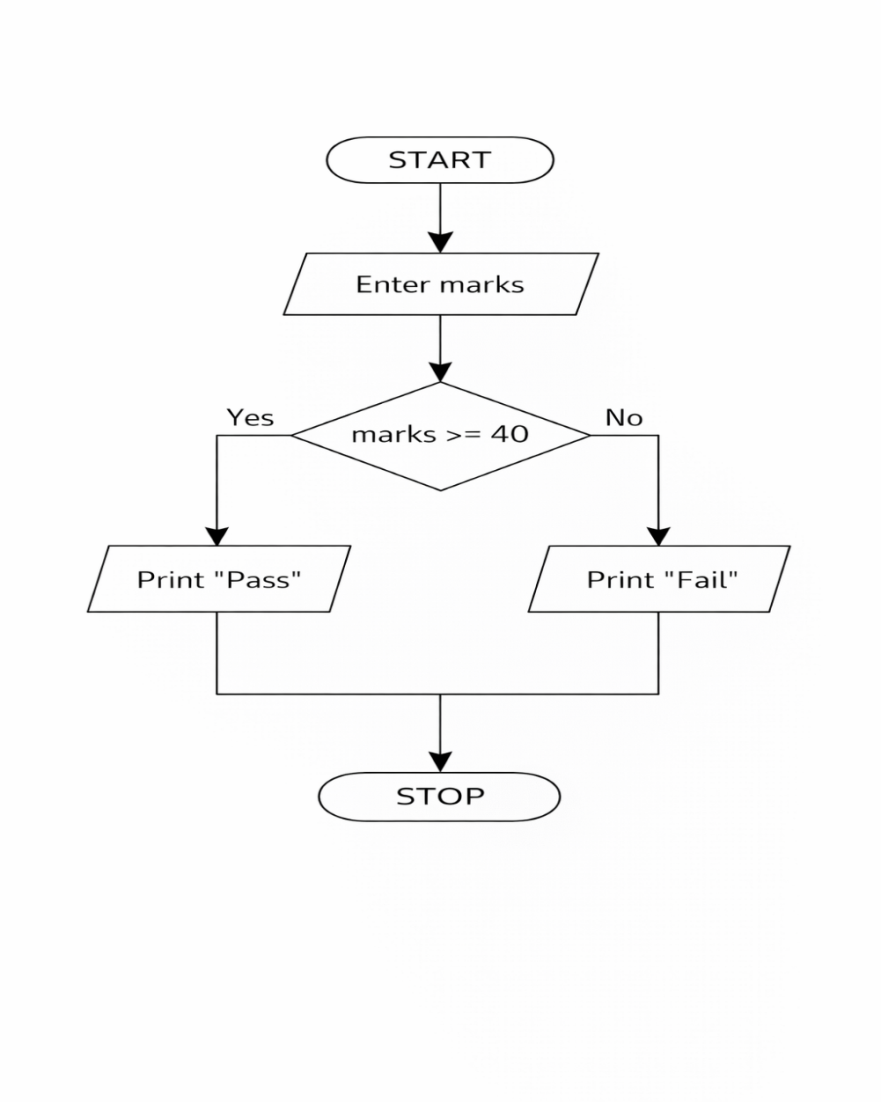 START
Enter marks
Yes
No
marks >= 40
Print "Pass"
Print "Fail"
STOP